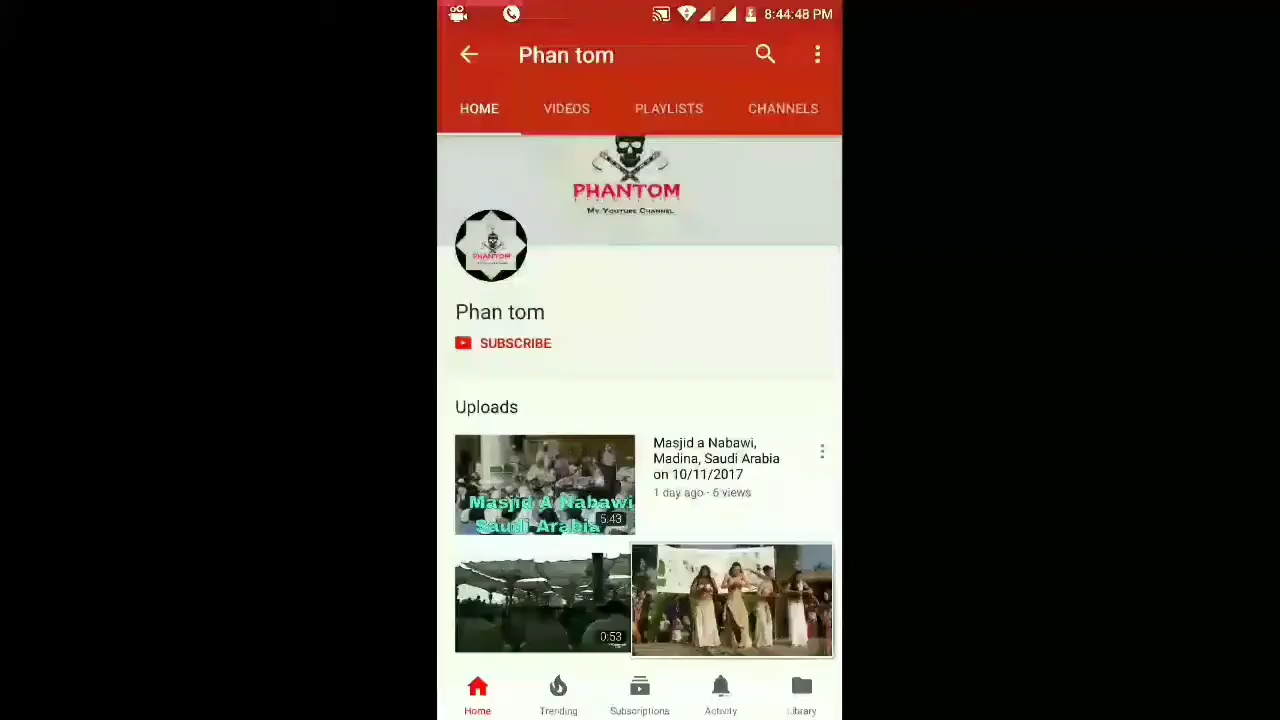 8:44:48 PM
Phan tom
HOME VIDEOS PLAYLISTS CHANNELS
PHANTOM
My Youtube Channel
PHANTOM
Phan tom
SUBSCRIBE
Uploads
Masjid A Nabawi
Saudi Arabia
5:43
Masjid a Nabawi,
Madina, Saudi Arabia
on 10/11/2017
1 day ago · 6 views
0:53
Home Trending Subscriptions Activity Library